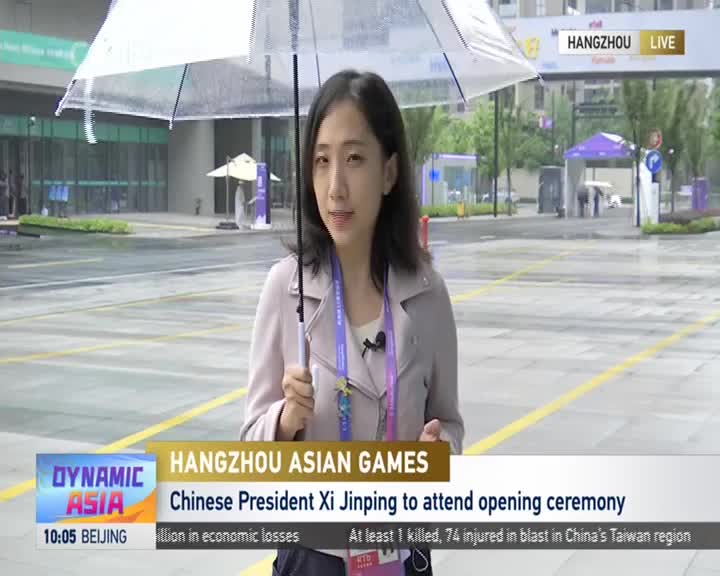 HANGZHOU LIVE
HANGZHOU ASIAN GAMES
DYNAMIC
ASIA
Chinese President Xi Jinping to attend opening ceremony
10:05 BEIJING
illion in economic losses At least 1 killed, 74 injured in blast in China's Taiwan region